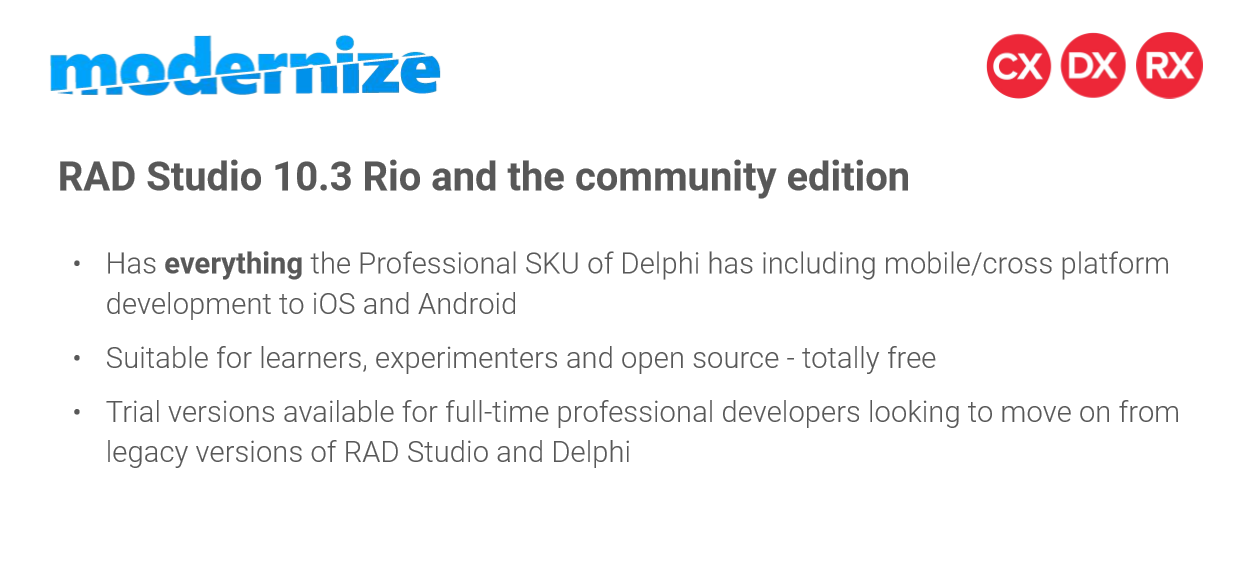 modernize
CX DX RX
RAD Studio 10.3 Rio and the community edition
• Has everything the Professional SKU of Delphi has including mobile/cross platform
development to iOS and Android
• Suitable for learners, experimenters and open source - totally free
• Trial versions available for full-time professional developers looking to move on from
legacy versions of RAD Studio and Delphi